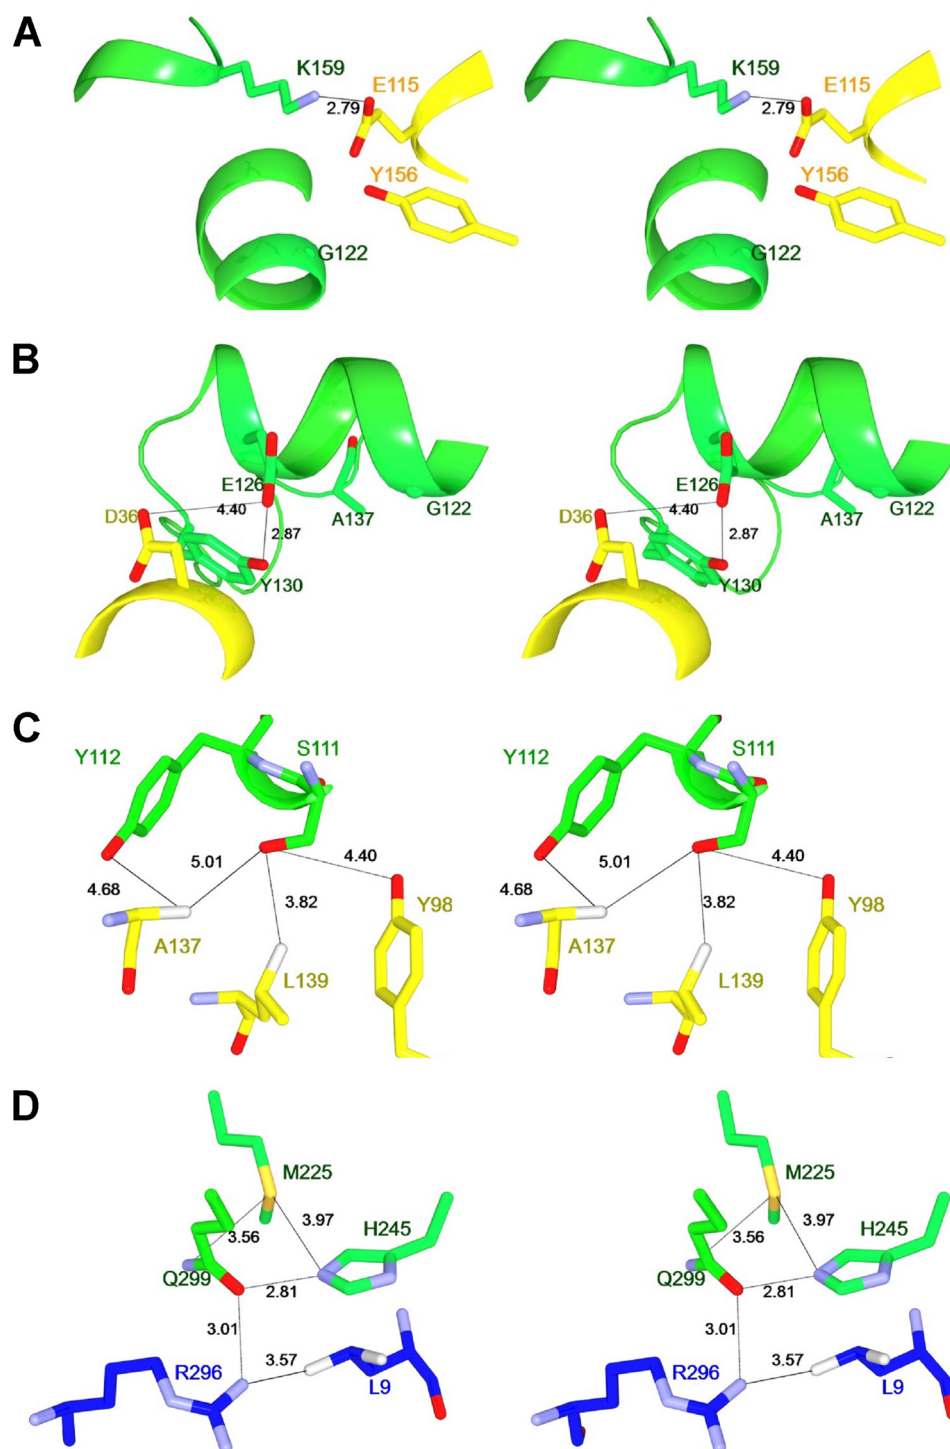 A
K159 K159
E115 E115
2.79 2.79
Y156 Y156
G122 G122
B
E126 E126
D36 4.40 A137 G122 D36 4.40 A137 G122
2.87 2.87
Y130 Y130
C
Y112 S111 Y112 S111
5.01 4.40 5.01 4.40
4.68 3.82 Y98 4.68 3.82 Y98
A137 A137
L139 L139
D
M225 M225
3.97 3.97
3.56 H245 3.56 H245
Q299 2.81 Q299 2.81
3.01 3.01
R296 3.57 R296 3.57
L9 L9